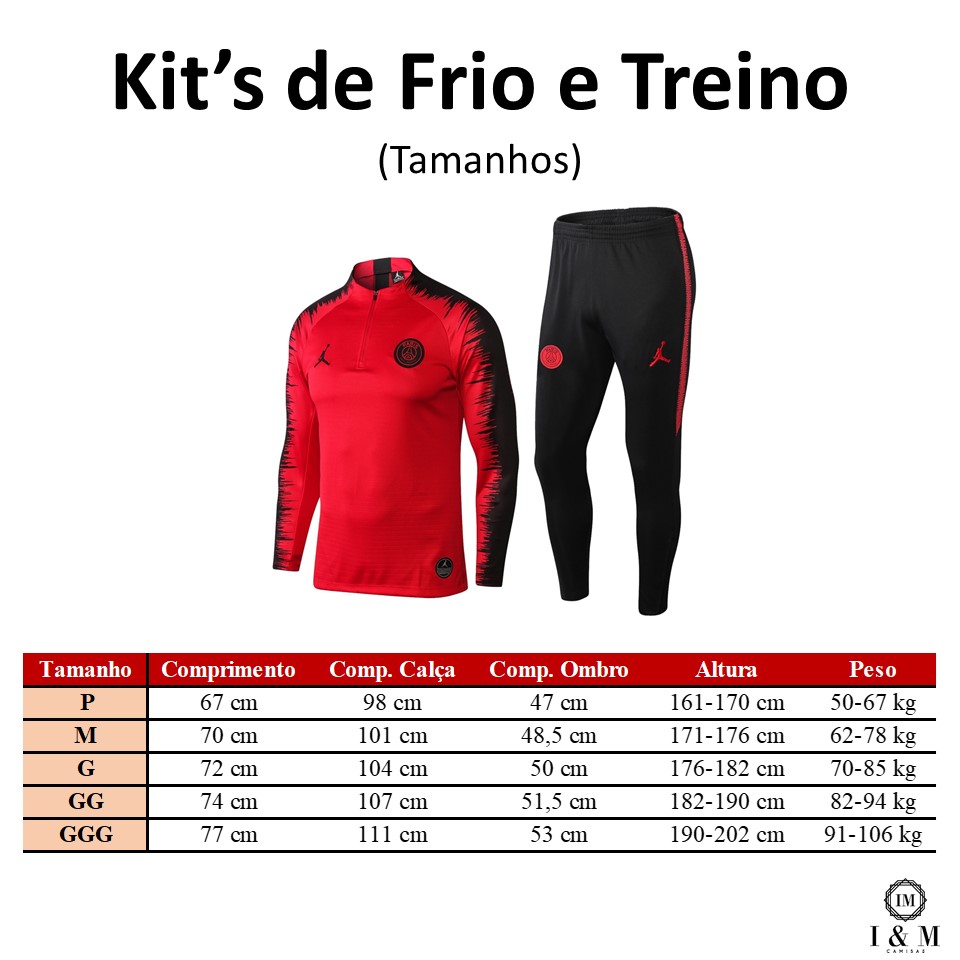 Kit’s de Frio e Treino
(Tamanhos)
Tamanho Comprimento Comp. Calça Comp. Ombro Altura Peso
P 67 cm 98 cm 47 cm 161-170 cm 50-67 kg
M 70 cm 101 cm 48,5 cm 171-176 cm 62-78 kg
G 72 cm 104 cm 50 cm 176-182 cm 70-85 kg
GG 74 cm 107 cm 51,5 cm 182-190 cm 82-94 kg
GGG 77 cm 111 cm 53 cm 190-202 cm 91-106 kg
IM
I & M
CAMISAS